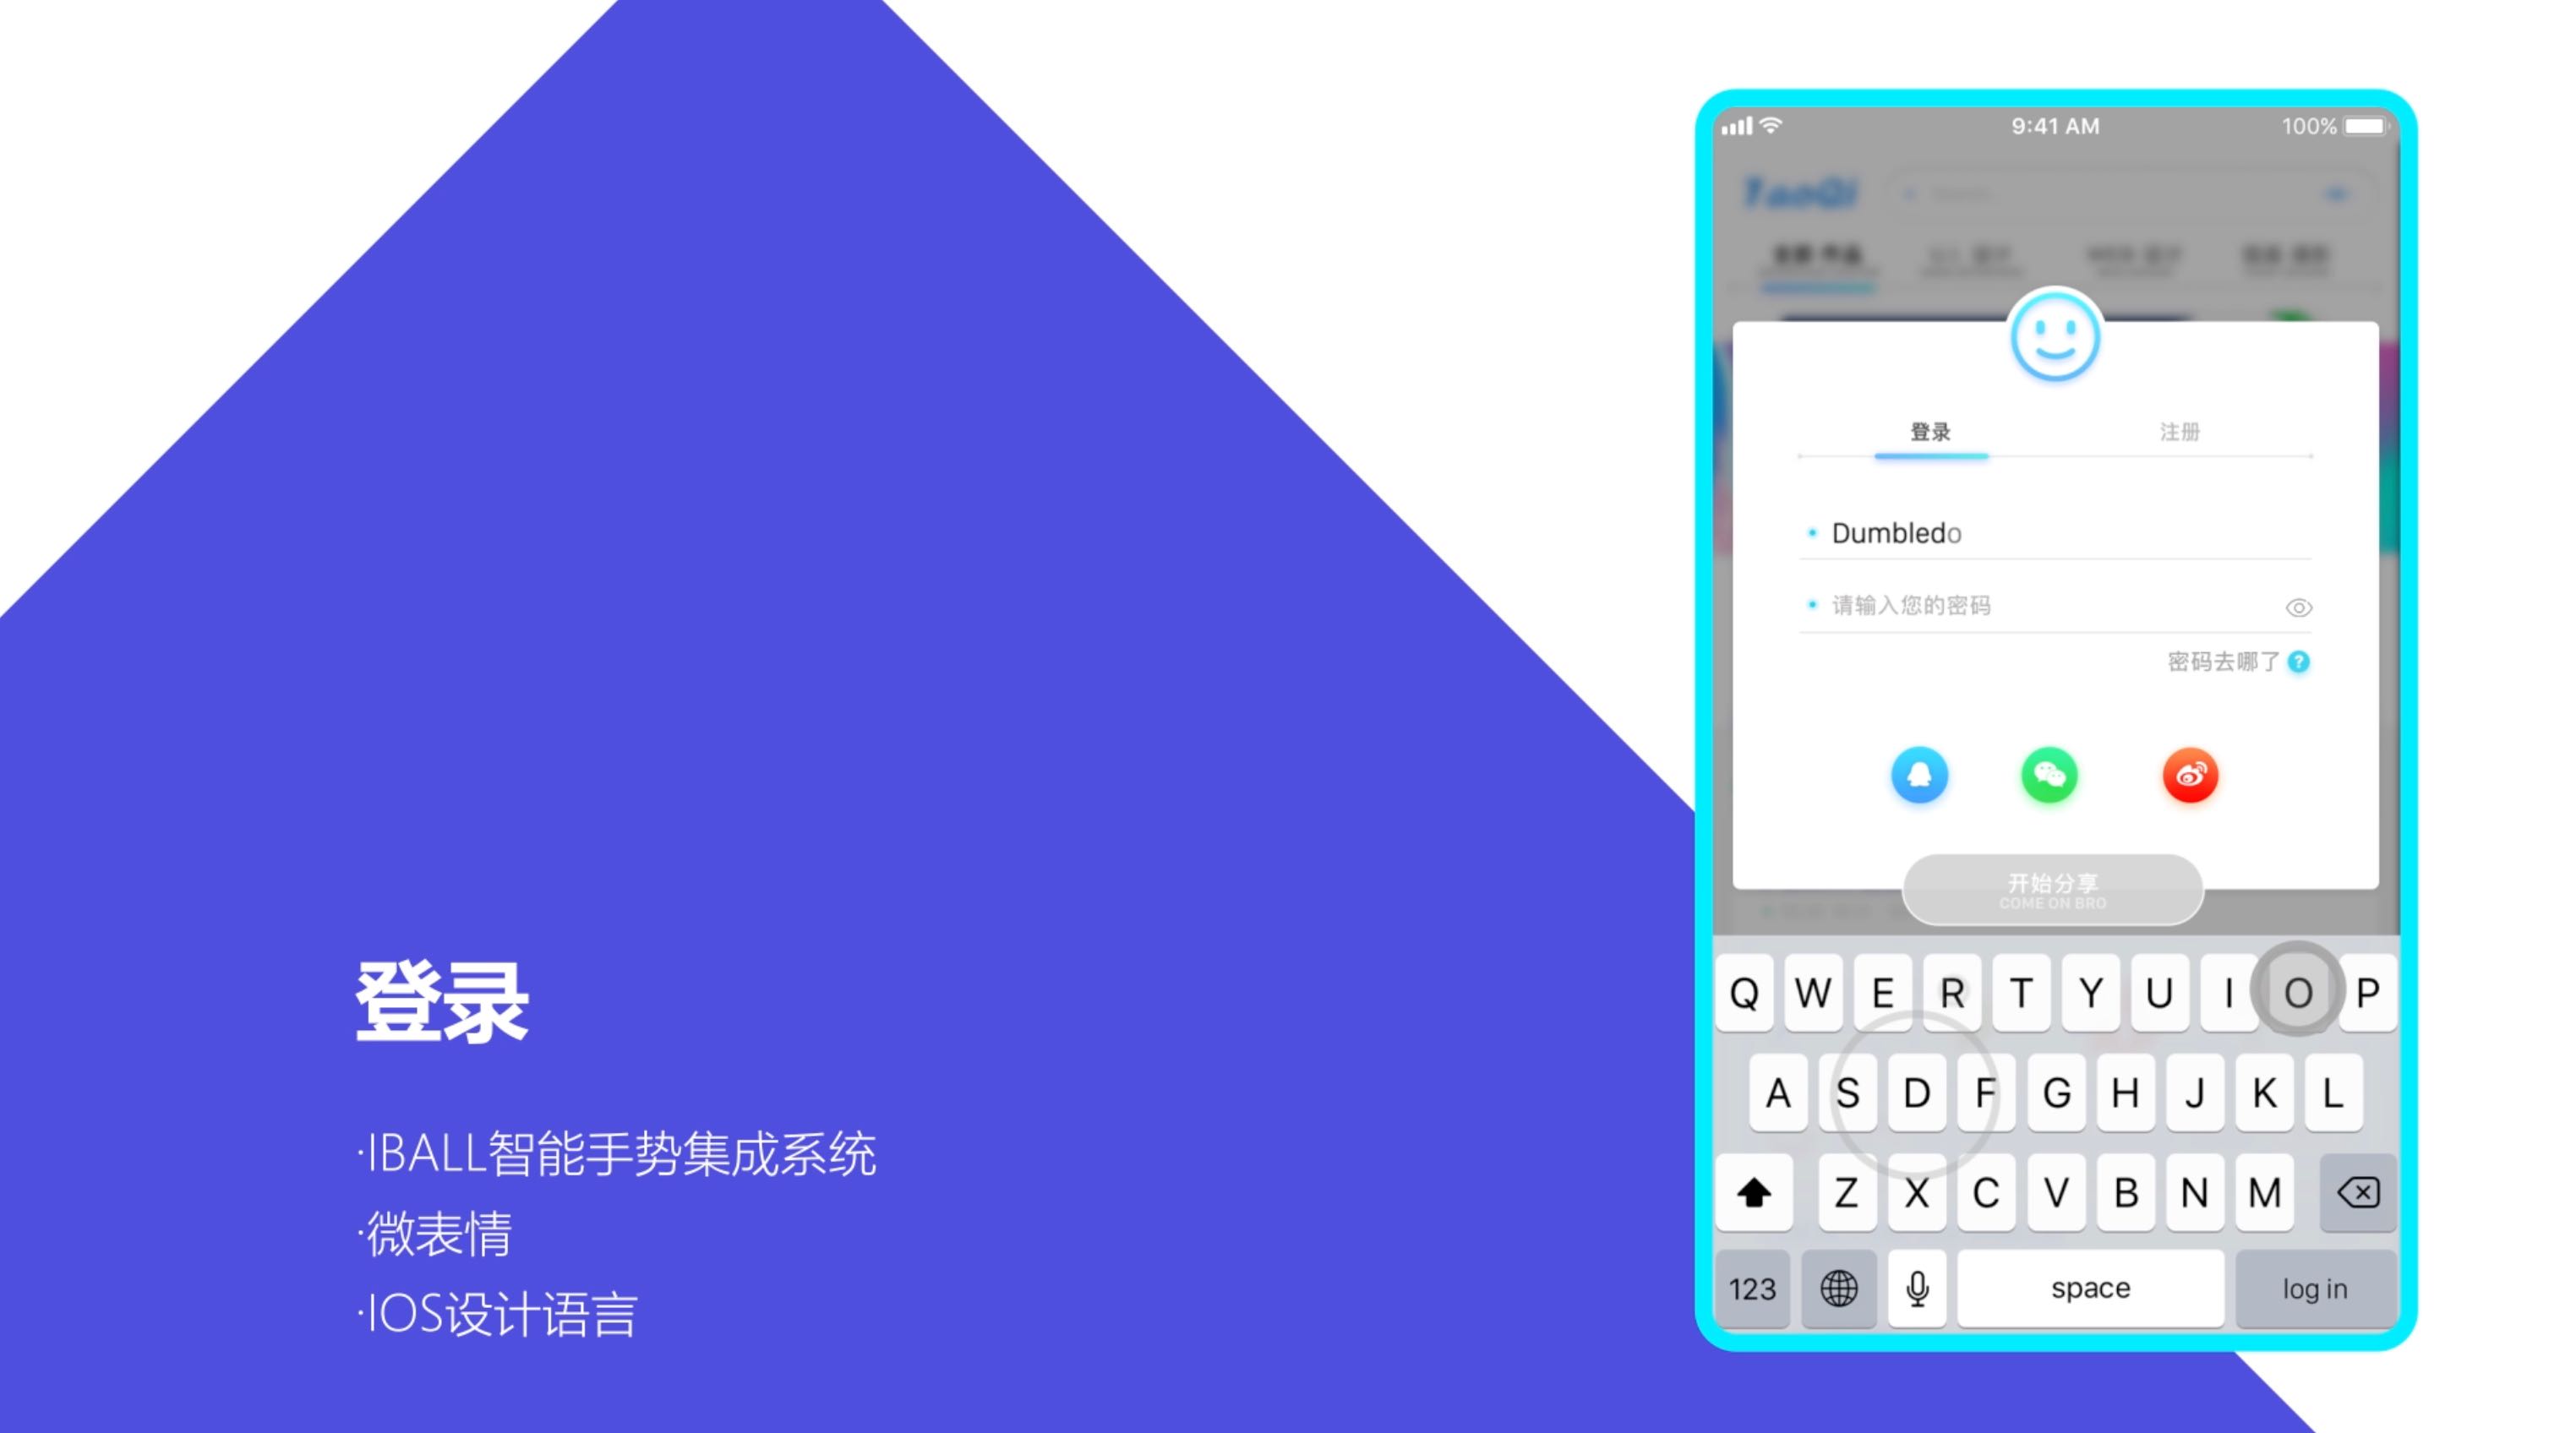 登录
·IBALL智能手势集成系统
·微表情
·IOS设计语言
9:41 AM
100%
TaoQi
登录 注册
Dumbledo
请输入您的密码
密码去哪了 ?
开始分享
COME ON BRO
Q W E R T Y U I O P
A S D F G H J K L
Z X C V B N M
123 space log in